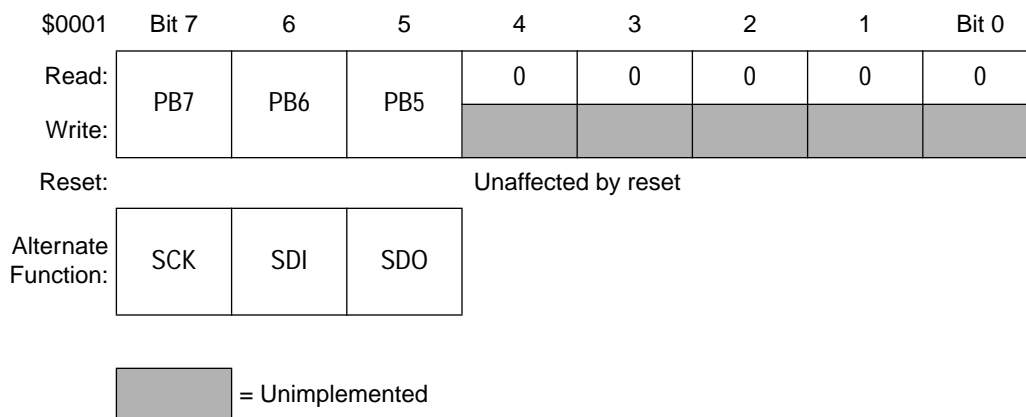 $0001 Bit 7 6 5 4 3 2 1 Bit 0
Read: PB7 PB6 PB5 0 0 0 0 0
Write:
Reset: Unaffected by reset
Alternate Function: SCK SDI SDO
= Unimplemented